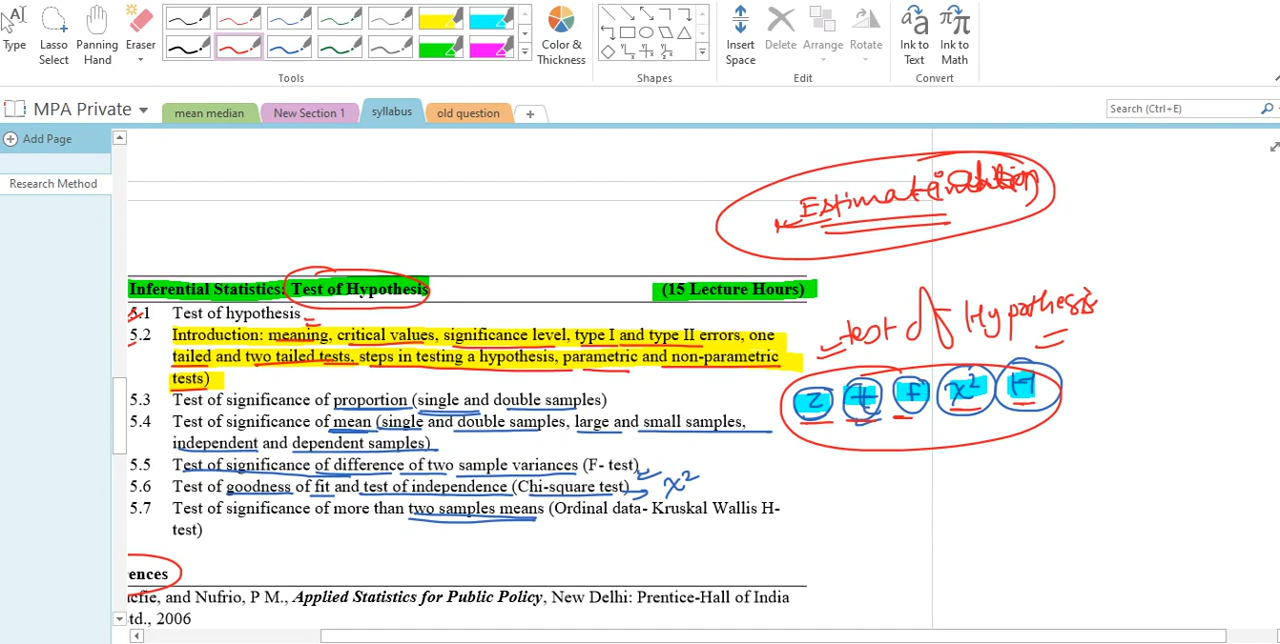 Type
Lasso Select
Panning Hand
Eraser
Color & Thickness
Insert Space
Delete
Arrange
Rotate
Ink to Text
Ink to Math
Tools
Shapes
Edit
Convert
MPA Private
mean median
New Section 1
syllabus
old question
+
Search (Ctrl+E)
Add Page
Research Method
Estimate
Inferential Statistics: Test of Hypothesis (15 Lecture Hours)
5.1 Test of hypothesis
5.2 Introduction: meaning, critical values, significance level, type I and type II errors, one
tailed and two tailed tests, steps in testing a hypothesis, parametric and non-parametric
tests)
test of Hypothesis
z t F χ² H
5.3 Test of significance of proportion (single and double samples)
5.4 Test of significance of mean (single and double samples, large and small samples,
independent and dependent samples)
5.5 Test of significance of difference of two sample variances (F- test)
5.6 Test of goodness of fit and test of independence (Chi-square test) χ²
5.7 Test of significance of more than two samples means (Ordinal data- Kruskal Wallis H-
test)
ences
and Nufrio, P M., Applied Statistics for Public Policy, New Delhi: Prentice-Hall of India
td., 2006